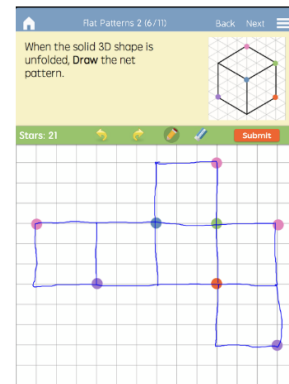 Flat Patterns 2 (6/11) Back Next
When the solid 3D shape is
unfolded, Draw the net
pattern.
Stars: 21 Submit